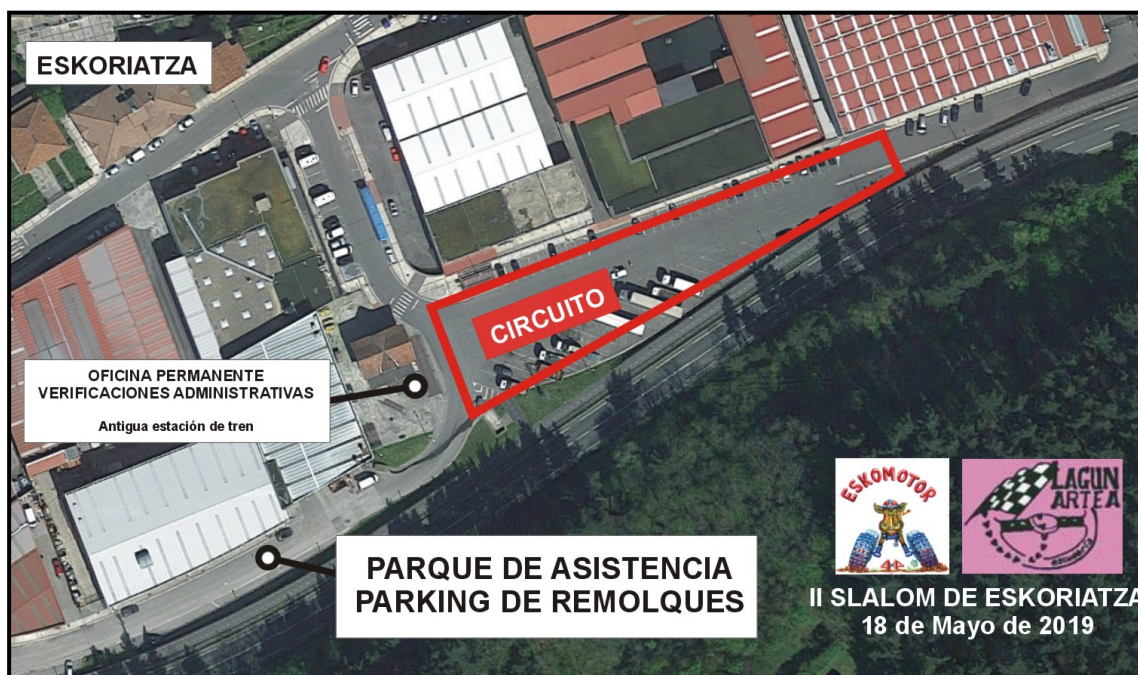 ESKORIATZA
CIRCUITO
OFICINA PERMANENTE
VERIFICACIONES ADMINISTRATIVAS
Antigua estación de tren
PARQUE DE ASISTENCIA
PARKING DE REMOLQUES
ESKOMOTOR
LAGUN
ARTEA
II SLALOM DE ESKORIATZA
18 de Mayo de 2019